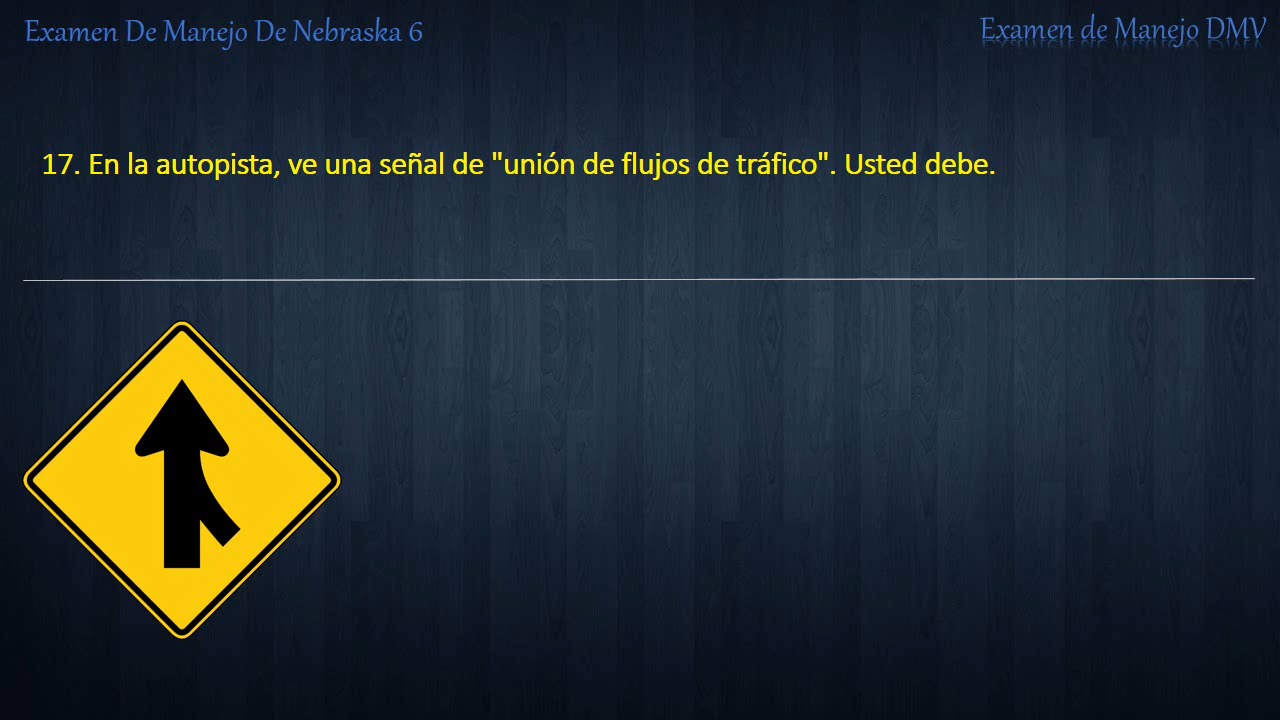 Examen De Manejo De Nebraska 6
Examen de Manejo DMV
17. En la autopista, ve una señal de "unión de flujos de tráfico". Usted debe.